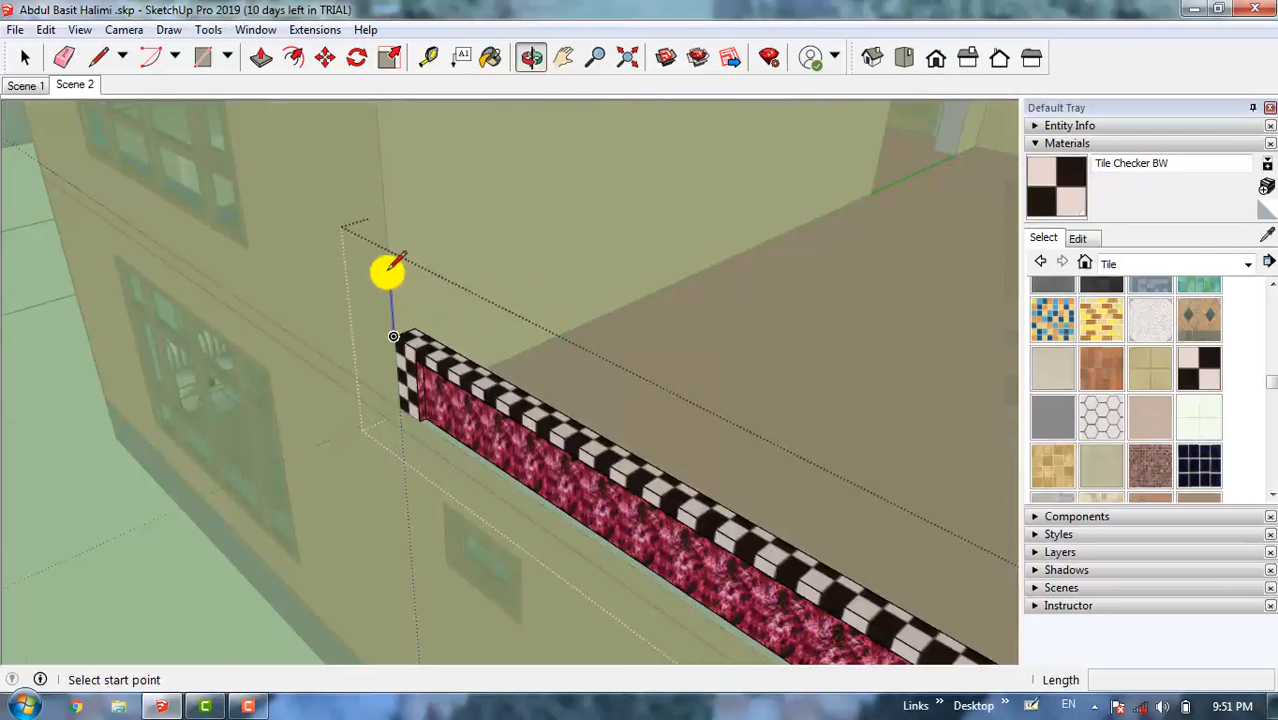 Abdul Basit Halimi .skp - SketchUp Pro 2019 (10 days left in TRIAL)
File Edit View Camera Draw Tools Window Extensions Help
A1
Scene 1 Scene 2
Default Tray
Entity Info
Materials
Tile Checker BW
Select Edit
Tile
Components
Styles
Layers
Shadows
Scenes
Instructor
Select start point
Length
Links Desktop EN 9:51 PM